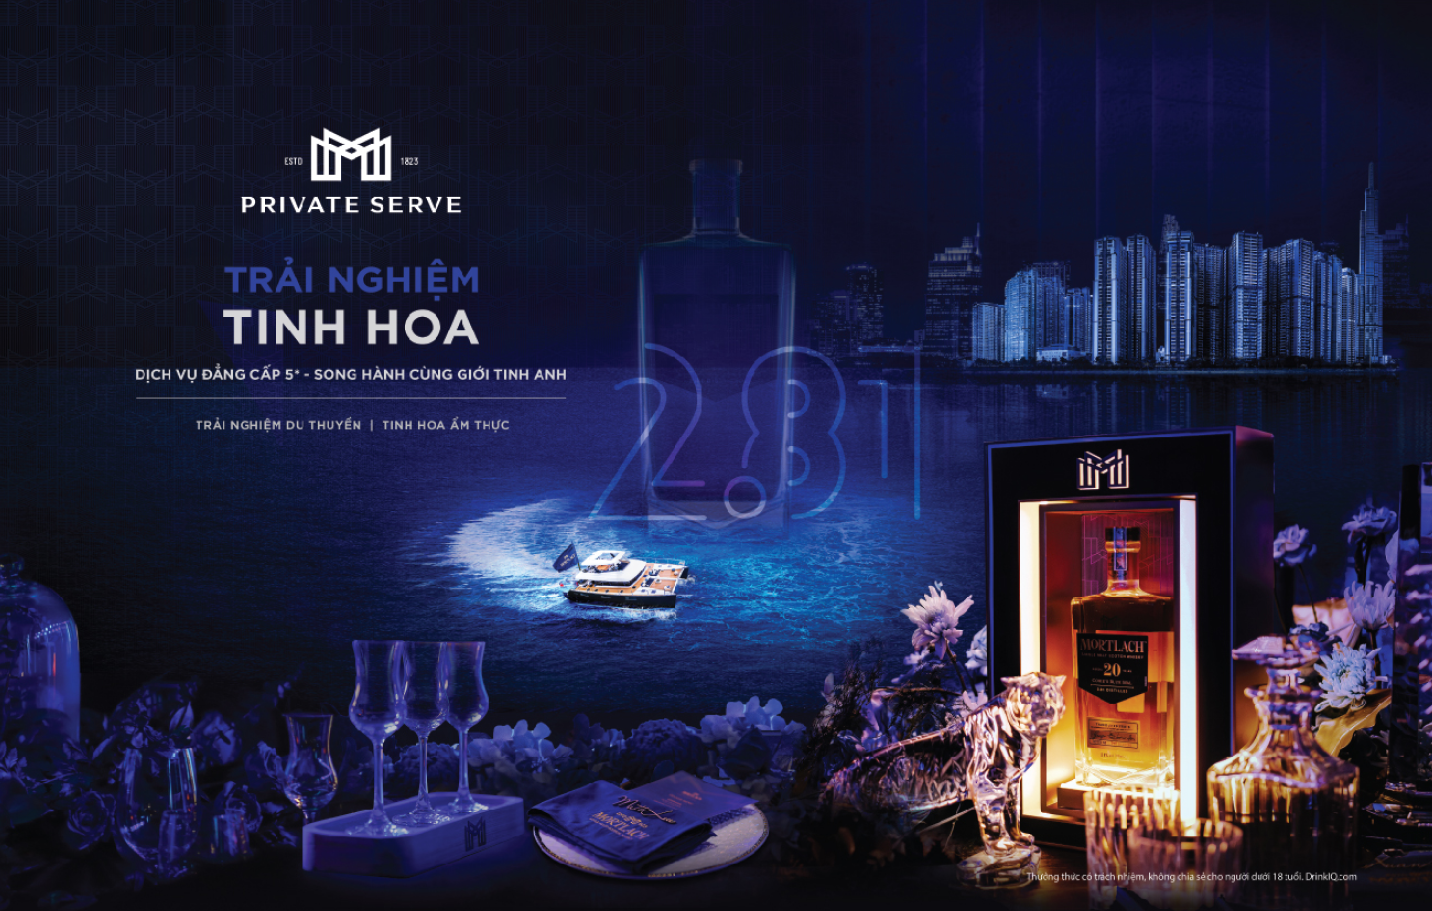 ESTD 1823
PRIVATE SERVE
TRẢI NGHIỆM
TINH HOA
DỊCH VỤ ĐẲNG CẤP 5* - SONG HÀNH CÙNG GIỚI TINH ANH
TRẢI NGHIỆM DU THUYỀN | TINH HOA ẨM THỰC
2.81
MORTLACH
20
MORTLACH
Thưởng thức có trách nhiệm, không chia sẻ cho người dưới 18 tuổi. DrinkIQ.com